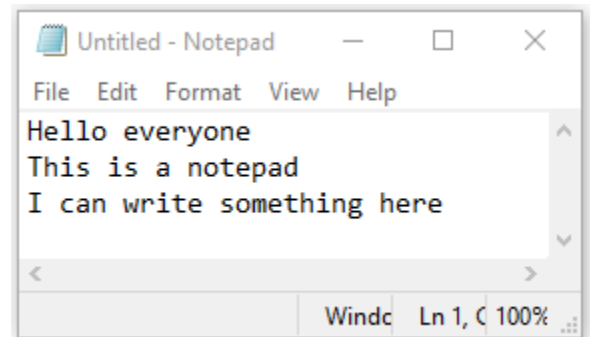 Untitled - Notepad
File Edit Format View Help
Hello everyone
This is a notepad
I can write something here
Ln 1, 100%